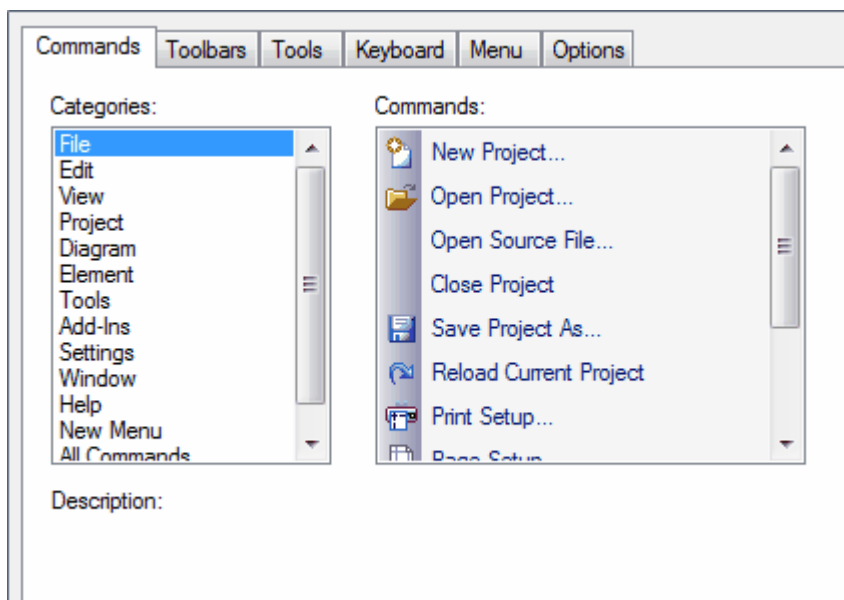 Commands Toolbars Tools Keyboard Menu Options
Categories:
File
Edit
View
Project
Diagram
Element
Tools
Add-Ins
Settings
Window
Help
New Menu
All Commands
Commands:
New Project...
Open Project...
Open Source File...
Close Project
Save Project As...
Reload Current Project
Print Setup...
Page Setup
Description: